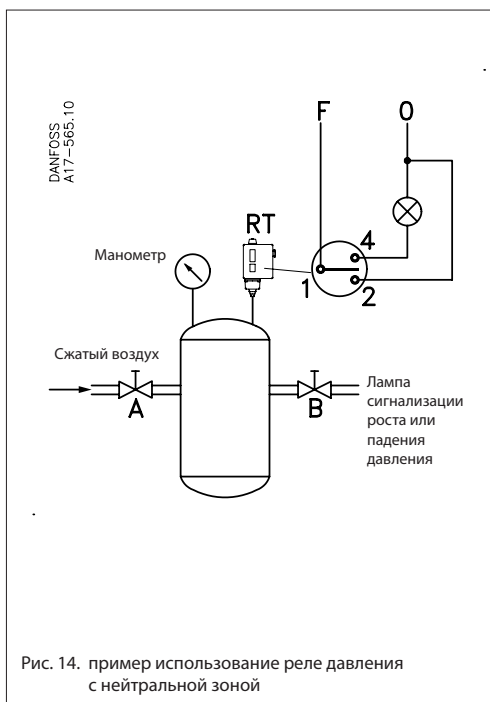 DANFOSS
A17-565.10
F
O
RT
4
1
2
Манометр
Сжатый воздух
A
B
Лампа
сигнализации
роста или
падения
давления
Рис. 14. пример использование реле давления
с нейтральной зоной